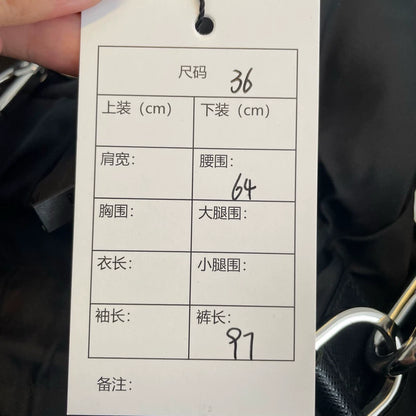 尺码 36
上装（cm） 下装（cm）
肩宽： 腰围：64
胸围： 大腿围：
衣长： 小腿围：
袖长： 裤长：97
备注：